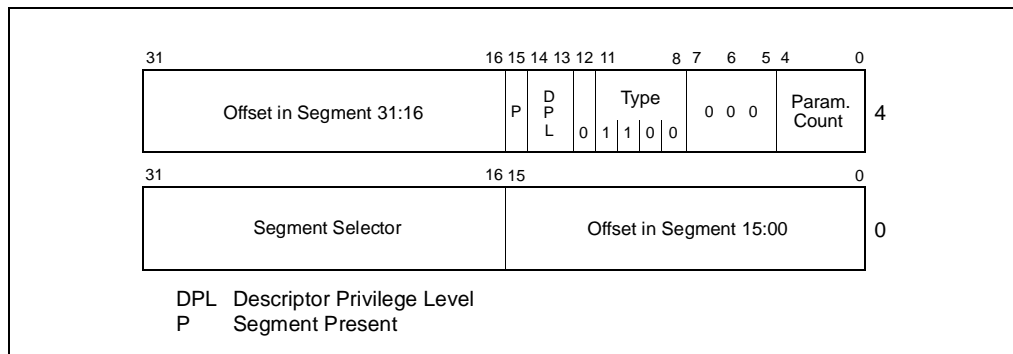 31 16 15 14 13 12 11 8 7 6 5 4 0
Offset in Segment 31:16 P DPL 0 Type 1 1 0 0 0 0 0 Param. Count 4
31 16 15 0
Segment Selector Offset in Segment 15:00 0
DPL Descriptor Privilege Level
P Segment Present